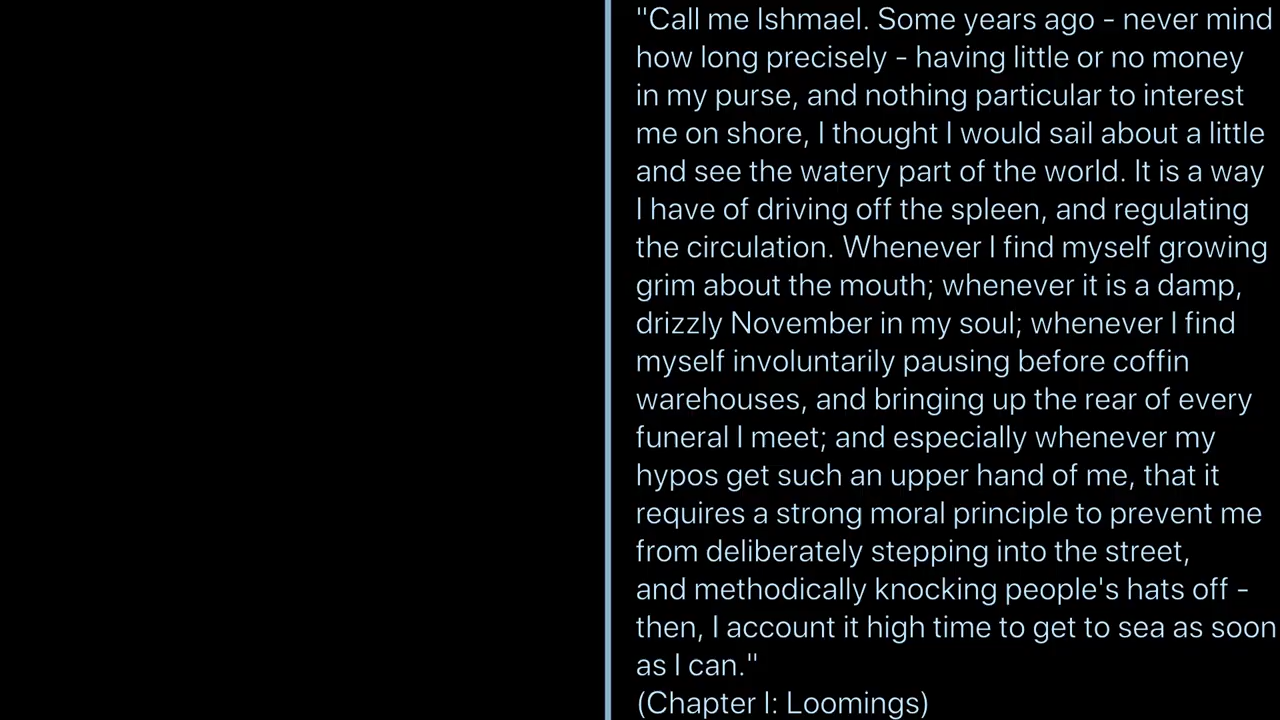 "Call me Ishmael. Some years ago - never mind
how long precisely - having little or no money
in my purse, and nothing particular to interest
me on shore, I thought I would sail about a little
and see the watery part of the world. It is a way
I have of driving off the spleen, and regulating
the circulation. Whenever I find myself growing
grim about the mouth; whenever it is a damp,
drizzly November in my soul; whenever I find
myself involuntarily pausing before coffin
warehouses, and bringing up the rear of every
funeral I meet; and especially whenever my
hypos get such an upper hand of me, that it
requires a strong moral principle to prevent me
from deliberately stepping into the street,
and methodically knocking people's hats off -
then, I account it high time to get to sea as soon
as I can."
(Chapter I: Loomings)